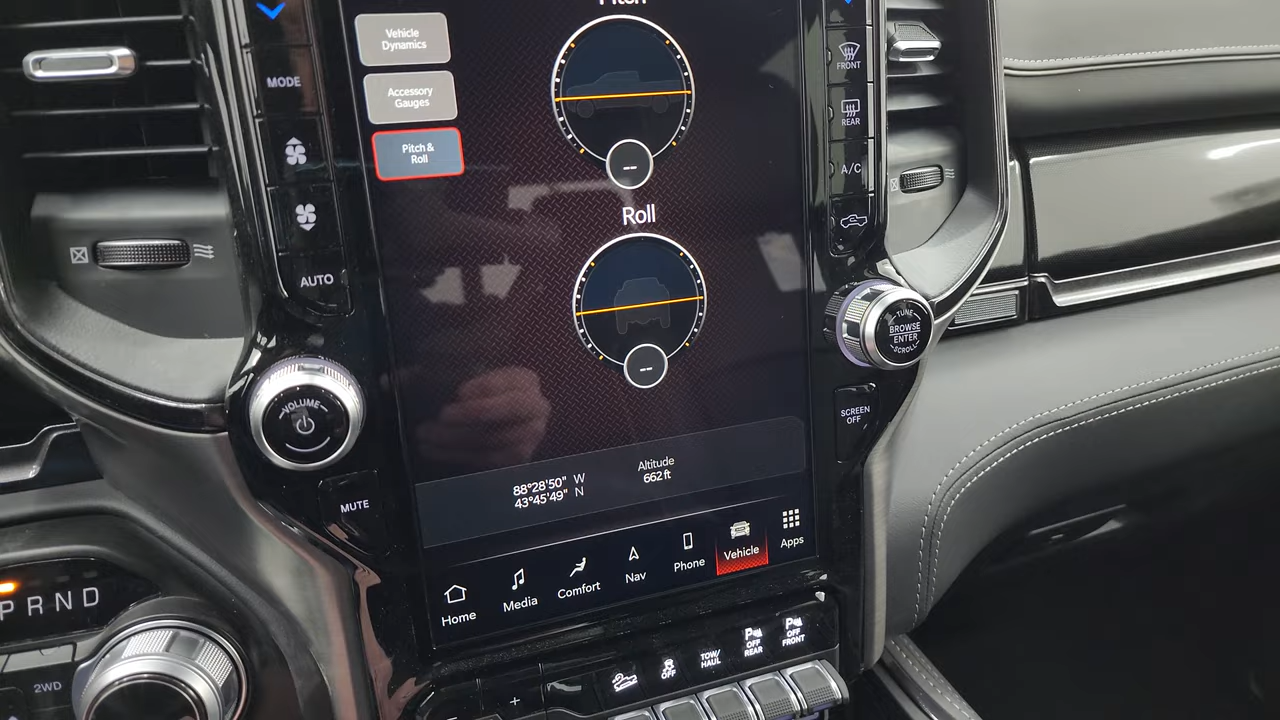 Pitch
Vehicle
Dynamics
Accessory
Gauges
Pitch &
Roll
Roll
MODE
AUTO
VOLUME
MUTE
P R N D
2WD
FRONT
REAR
A/C
TUNE
BROWSE
ENTER
SCROLL
SCREEN
OFF
88°28'50" W
43°45'49" N
Altitude
662 ft
Home
Media
Comfort
Nav
Phone
Vehicle
Apps
OFF
TOW/
HAUL
P
OFF
REAR
P
OFF
FRONT
+